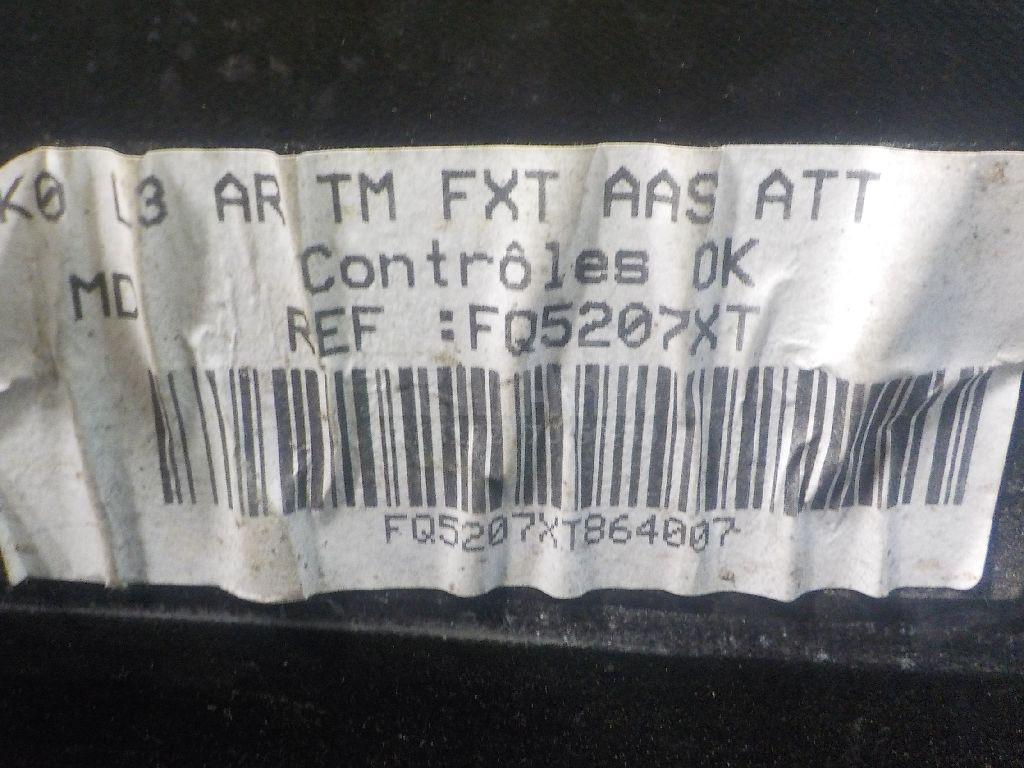 K0 L3 AR TM FXT AAS ATT
Contrôles OK
MD
REF :FQ5207XT
FQ5207XT864007